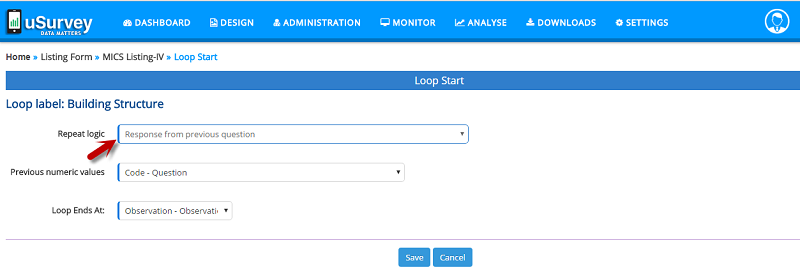 uSurvey DASHBOARD DESIGN ADMINISTRATION MONITOR ANALYSE DOWNLOADS SETTINGS
DATA MATTERS
Home » Listing Form » MICS Listing-IV » Loop Start
Loop Start
Loop label: Building Structure
Repeat logic Response from previous question
Previous numeric values Code - Question
Loop Ends At: Observation - Observati
Save Cancel